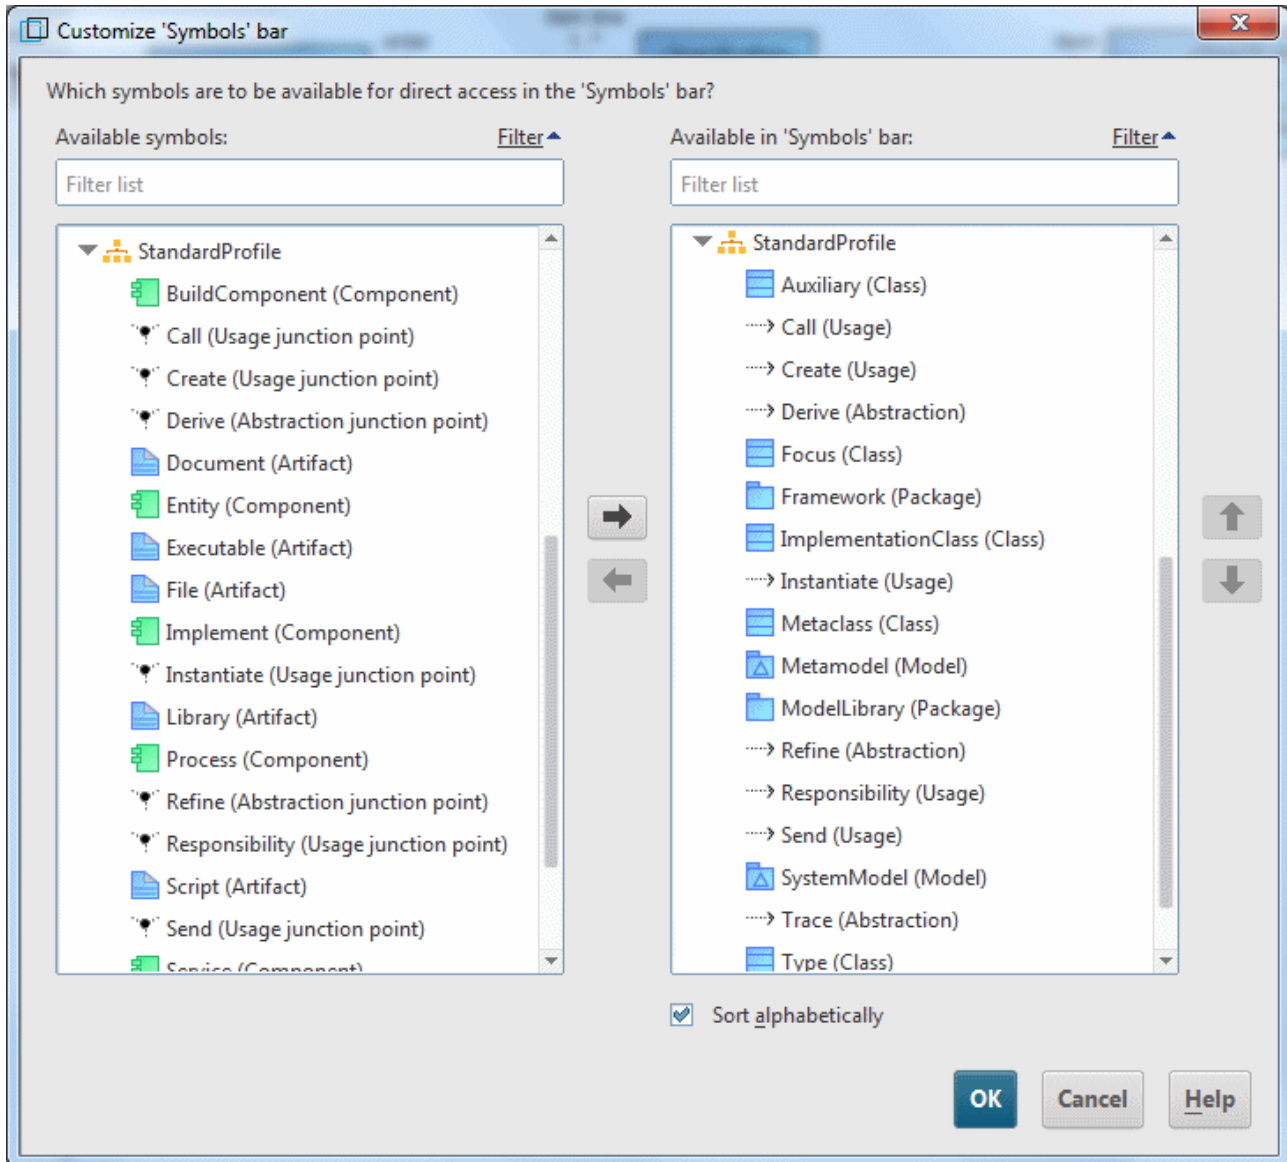 Customize 'Symbols' bar
Which symbols are to be available for direct access in the 'Symbols' bar?
Available symbols:
Filter
Filter list
StandardProfile
BuildComponent (Component)
Call (Usage junction point)
Create (Usage junction point)
Derive (Abstraction junction point)
Document (Artifact)
Entity (Component)
Executable (Artifact)
File (Artifact)
Implement (Component)
Instantiate (Usage junction point)
Library (Artifact)
Process (Component)
Refine (Abstraction junction point)
Responsibility (Usage junction point)
Script (Artifact)
Send (Usage junction point)
Service (Component)
Available in 'Symbols' bar:
Filter
Filter list
StandardProfile
Auxiliary (Class)
Call (Usage)
Create (Usage)
Derive (Abstraction)
Focus (Class)
Framework (Package)
ImplementationClass (Class)
Instantiate (Usage)
Metaclass (Class)
Metamodel (Model)
ModelLibrary (Package)
Refine (Abstraction)
Responsibility (Usage)
Send (Usage)
SystemModel (Model)
Trace (Abstraction)
Type (Class)
Sort alphabetically
OK
Cancel
Help